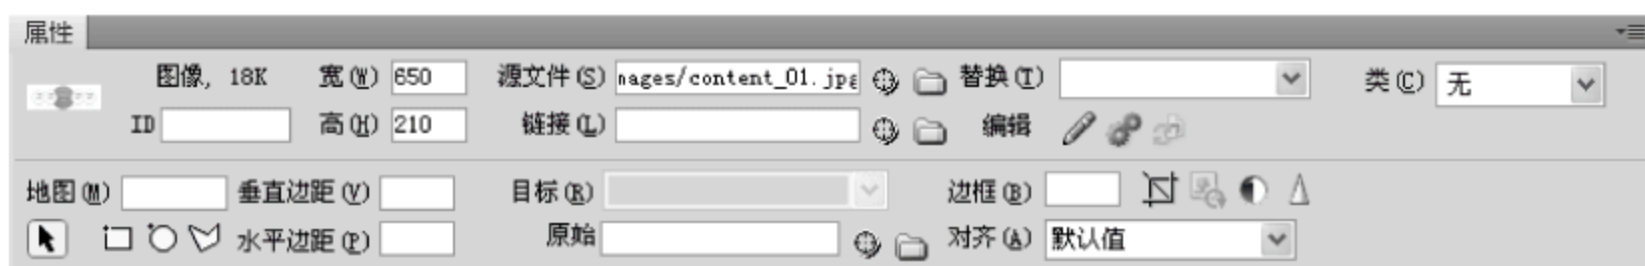 属性
图像, 18K 宽(W) 650 源文件(S) mages/content_01.jpg 替换(T) 类(C) 无
ID 高(H) 210 链接(L) 编辑
地图(M) 垂直边距(V) 目标(R) 边框(B)
水平边距(P) 原始 对齐(A) 默认值